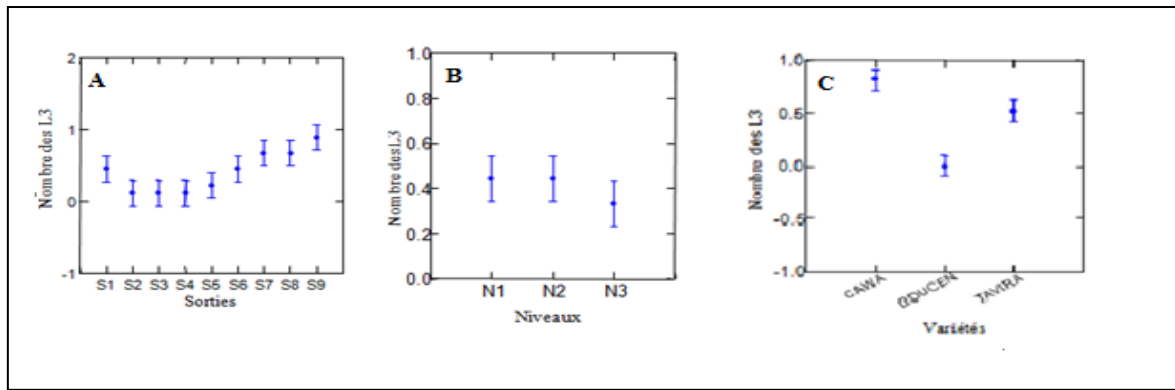 A
Nombre des L3
2
1
0
-1
S1 S2 S3 S4 S5 S6 S7 S8 S9
Sorties
B
Nombre des L3
1.0
0.8
0.6
0.4
0.2
0.0
N1 N2 N3
Niveaux
C
Nombre des L3
1.0
0.5
0.0
-0.5
-1.0
TAVIRA
Variétés